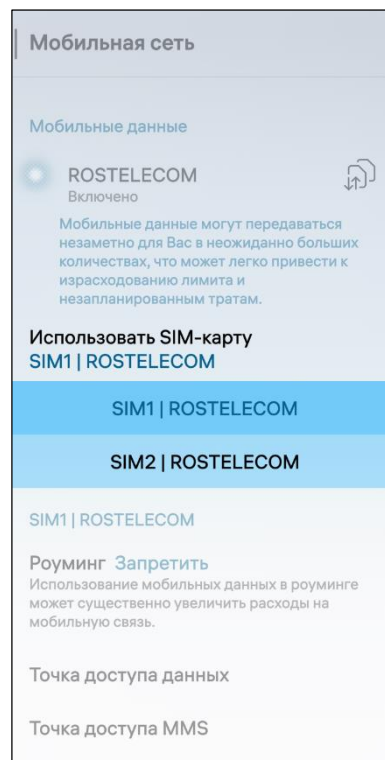 Мобильная сеть
Мобильные данные
ROSTELECOM
Включено
Мобильные данные могут передаваться
незаметно для Вас в неожиданно больших
количествах, что может легко привести к
израсходованию лимита и
незапланированным тратам.
Использовать SIM-карту
SIM1 | ROSTELECOM
SIM1 | ROSTELECOM
SIM2 | ROSTELECOM
SIM1 | ROSTELECOM
Роуминг Запретить
Использование мобильных данных в роуминге
может существенно увеличить расходы на
мобильную связь.
Точка доступа данных
Точка доступа MMS